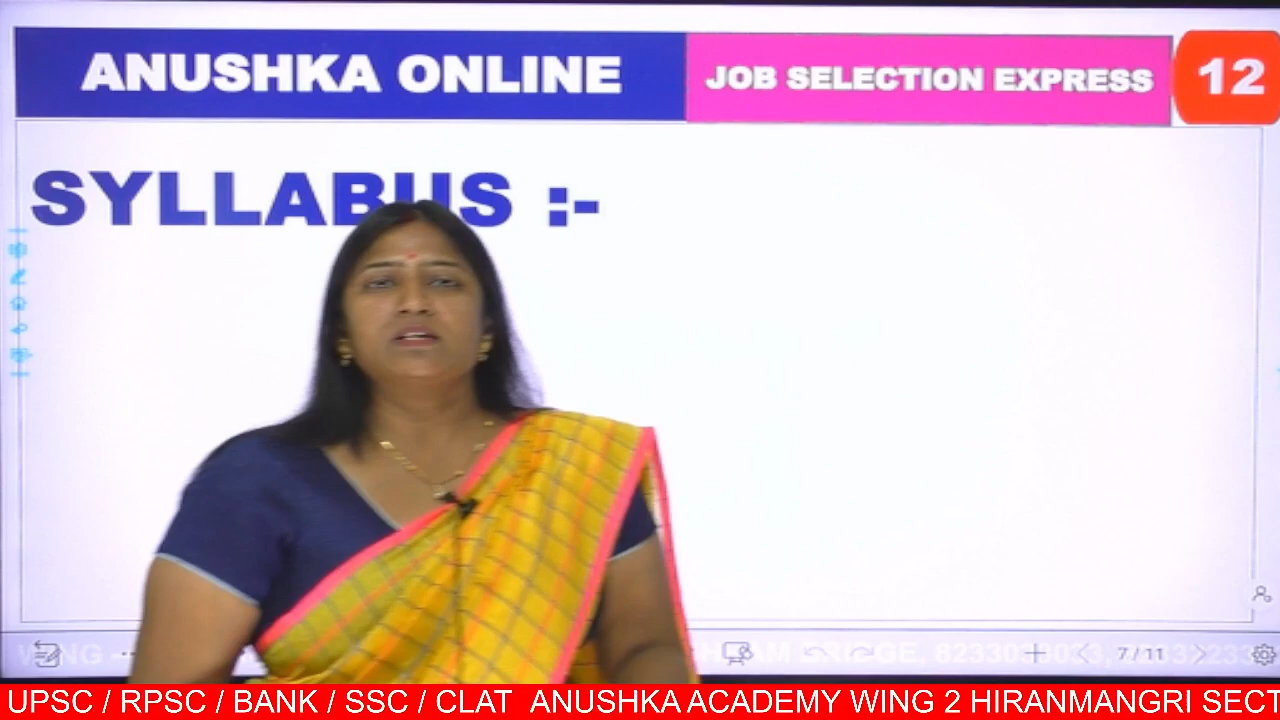 ANUSHKA ONLINE
JOB SELECTION EXPRESS
12
SYLLABUS :-
7/11
UPSC / RPSC / BANK / SSC / CLAT ANUSHKA ACADEMY WING 2 HIRANMANGRI SECT